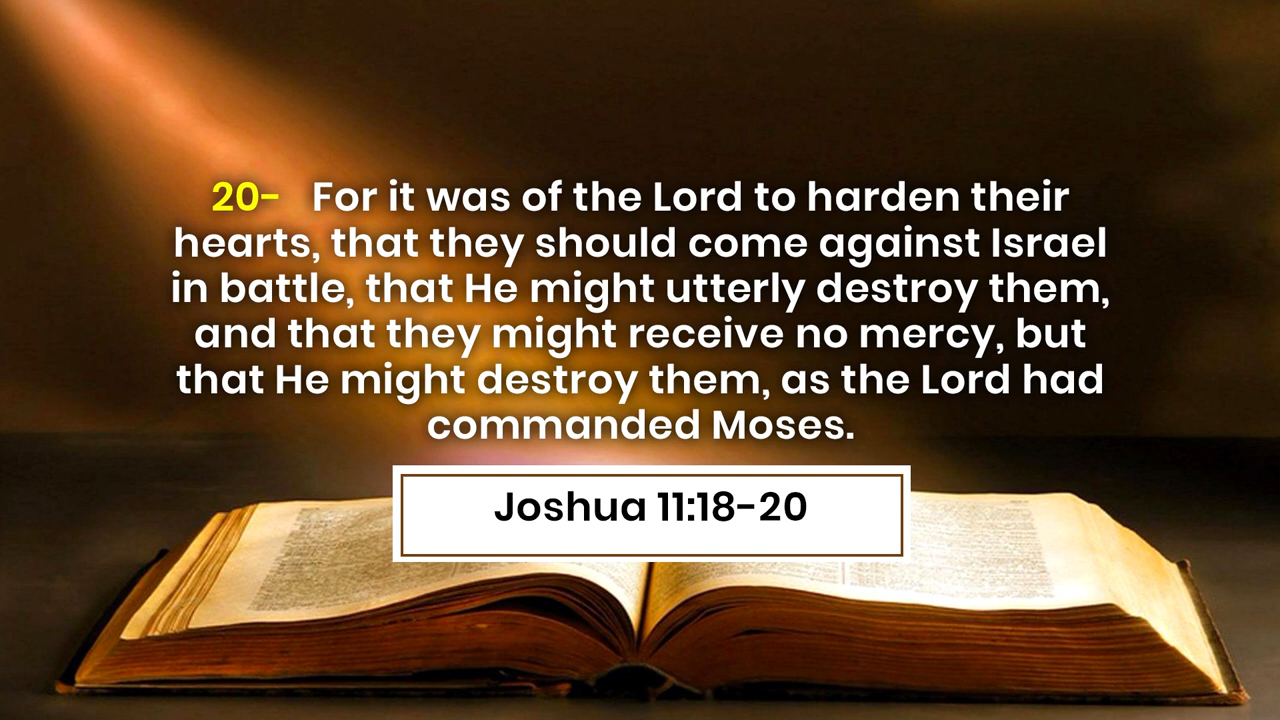 20- For it was of the Lord to harden their
hearts, that they should come against Israel
in battle, that He might utterly destroy them,
and that they might receive no mercy, but
that He might destroy them, as the Lord had
commanded Moses.
Joshua 11:18-20